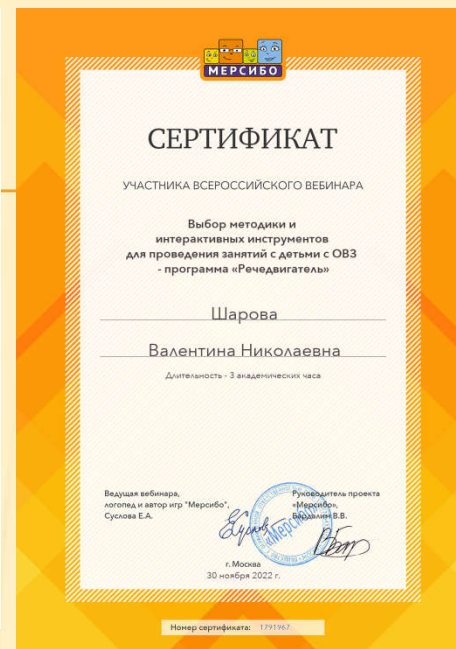 МЕРСИБО
СЕРТИФИКАТ
УЧАСТНИКА ВСЕРОССИЙСКОГО ВЕБИНАРА
Выбор методики и
интерактивных инструментов
для проведения занятий с детьми с ОВЗ
- программа «Речедвигатель»
Шарова
Валентина Николаевна
Длительность - 3 академических часа
Ведущая вебинара,
логопед и автор игр "Мерсибо",
Суслова Е.А.
Руководитель проекта
«Мерсибо»,
В.В.
«Мерсибо»
г. Москва
30 ноября 2022 г.
Номер сертификата: 1791967